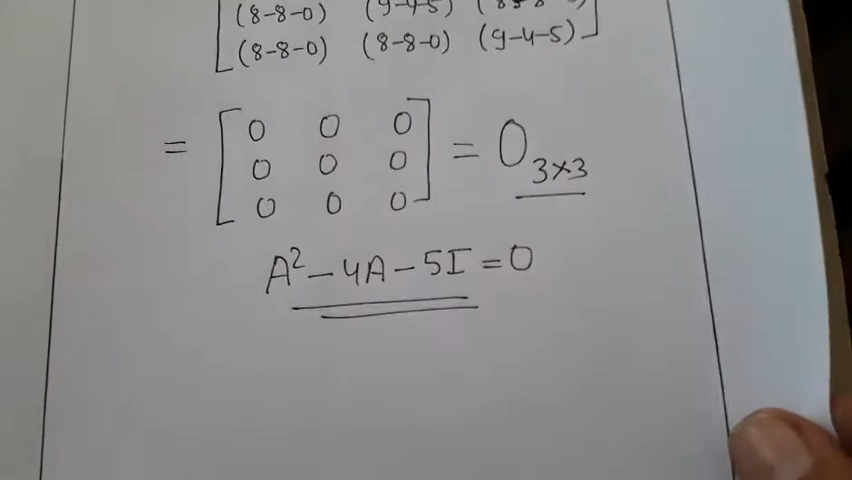 (8-8-0) (9-4-5)
(8-8-0) (8-8-0) (9-4-5)
= [0 0 0
0 0 0
0 0 0] = O3×3
A² - 4A - 5I = 0